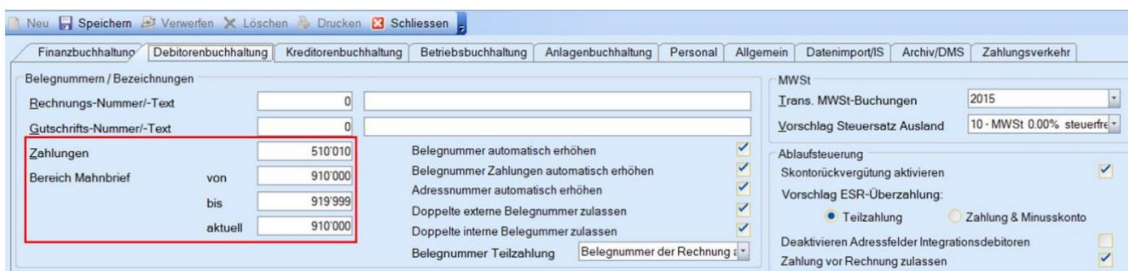 Neu Speichern Verwerfen Löschen Drucken Schliessen
Finanzbuchhaltung Debitorenbuchhaltung Kreditorenbuchhaltung Betriebsbuchhaltung Anlagenbuchhaltung Personal Allgemein Datenimport/IS Archiv/DMS Zahlungsverkehr
Belegnummern / Bezeichnungen
Rechnungs-Nummer/-Text 0
Gutschrifts-Nummer/-Text 0
Zahlungen 510'010
Bereich Mahnbrief von 910'000
bis 919'999
aktuell 910'000
Belegnummer automatisch erhöhen
Belegnummer Zahlungen automatisch erhöhen
Adressnummer automatisch erhöhen
Doppelte externe Belegnummer zulassen
Doppelte interne Belegummer zulassen
Belegnummer Teilzahlung Belegnummer der Rechnung
MWSt
Trans. MWSt-Buchungen 2015
Vorschlag Steuersatz Ausland 10 - MWSt 0.00% steuerfre
Ablaufsteuerung
Skontorückvergütung aktivieren
Vorschlag ESR-Überzahlung:
Teilzahlung Zahlung & Minusskonto
Deaktivieren Adressfelder Integrationsdebitoren
Zahlung vor Rechnung zulassen